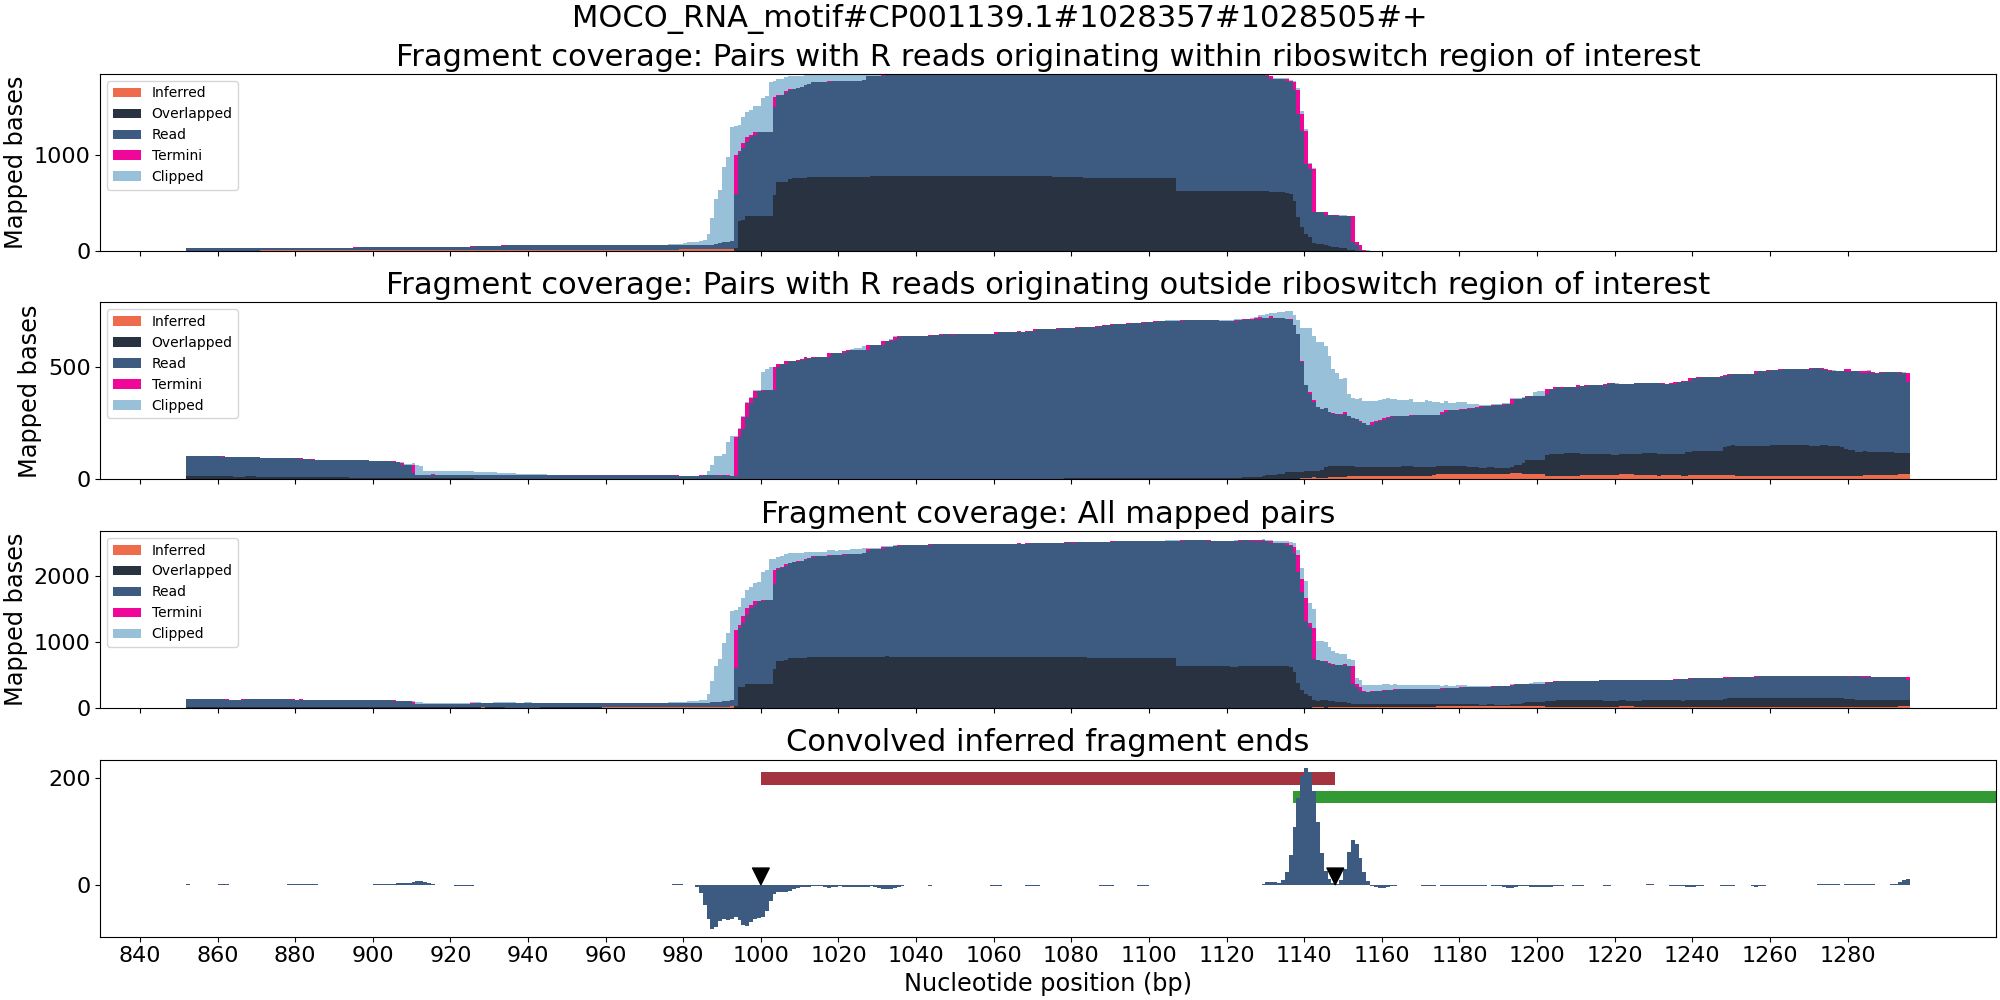 MOCO_RNA_motif#CP001139.1#1028357#1028505#+
Fragment coverage: Pairs with R reads originating within riboswitch region of interest
Mapped bases
1000
0
Inferred
Overlapped
Read
Termini
Clipped
Fragment coverage: Pairs with R reads originating outside riboswitch region of interest
Mapped bases
500
0
Inferred
Overlapped
Read
Termini
Clipped
Fragment coverage: All mapped pairs
Mapped bases
2000
1000
0
Inferred
Overlapped
Read
Termini
Clipped
Convolved inferred fragment ends
200
0
840 860 880 900 920 940 960 980 1000 1020 1040 1060 1080 1100 1120 1140 1160 1180 1200 1220 1240 1260 1280
Nucleotide position (bp)